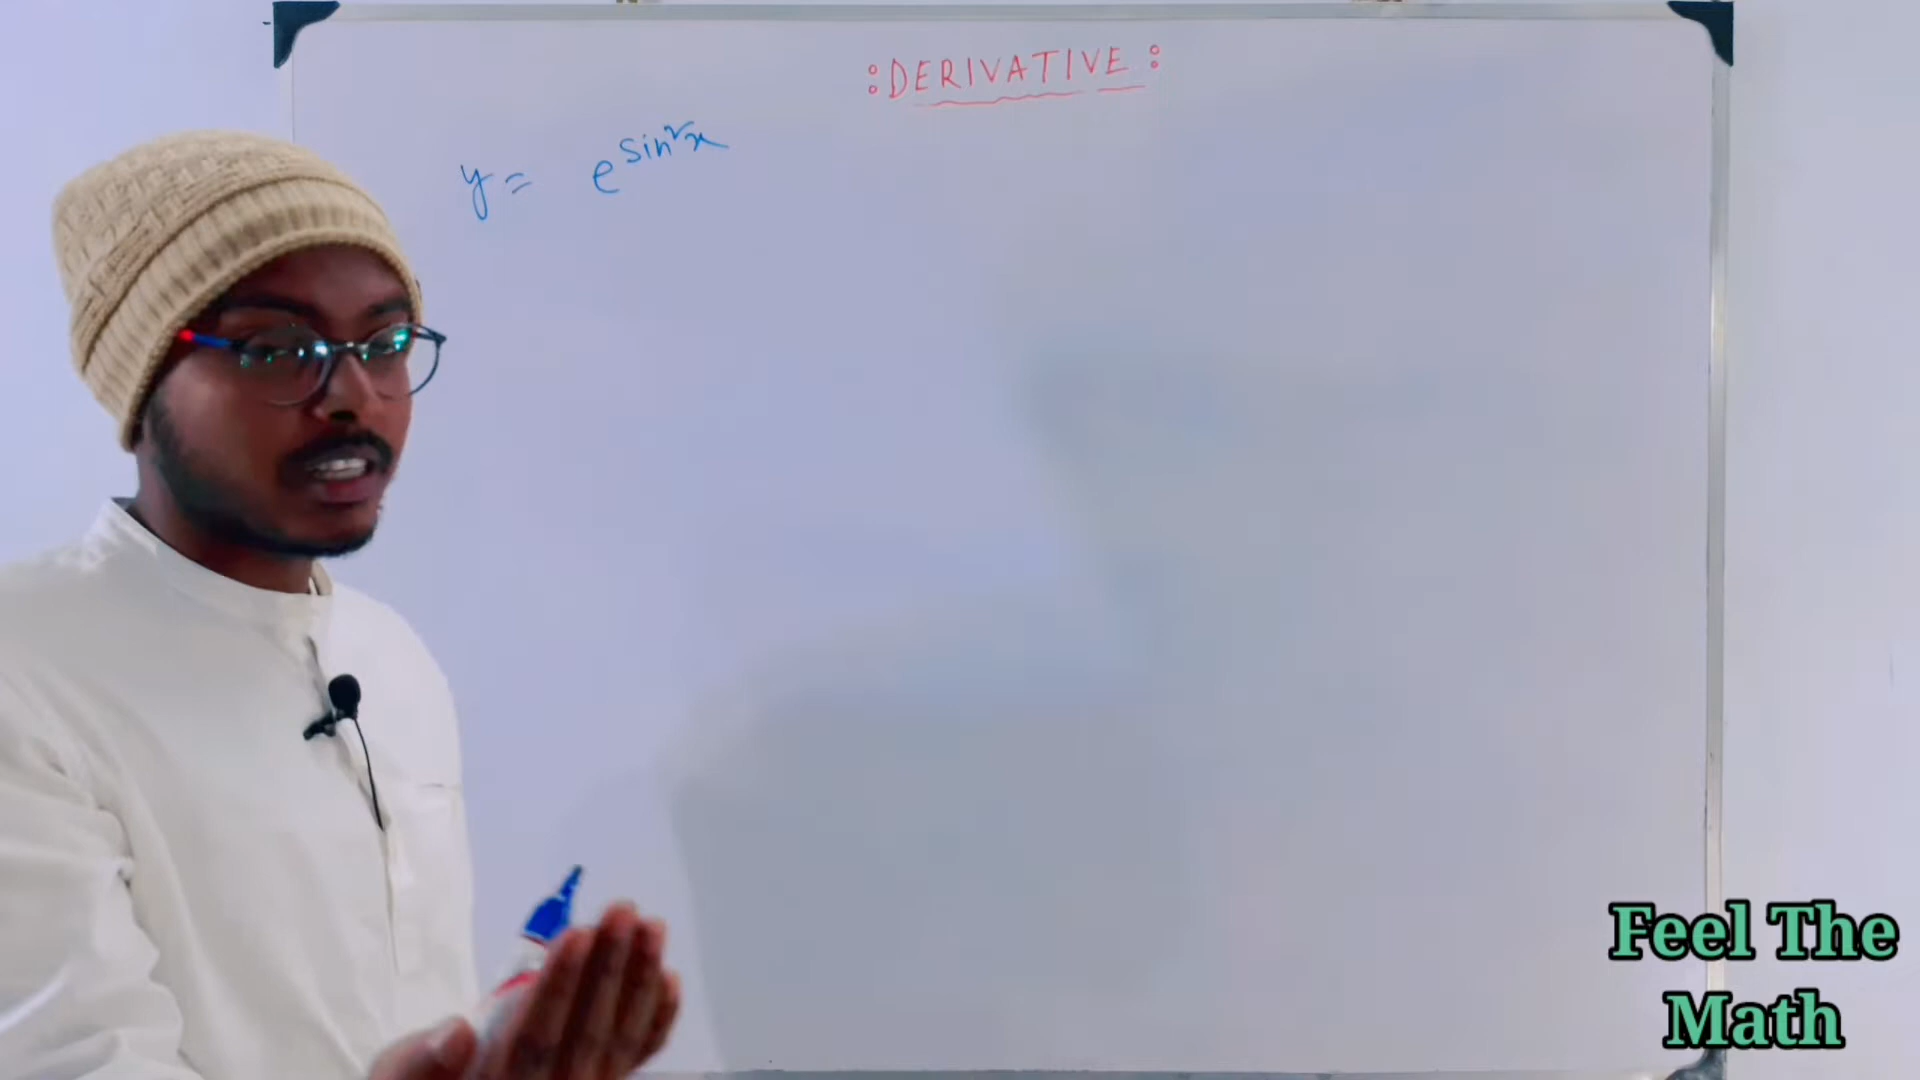 :DERIVATIVE:
y = e^sin²x
Feel The
Math